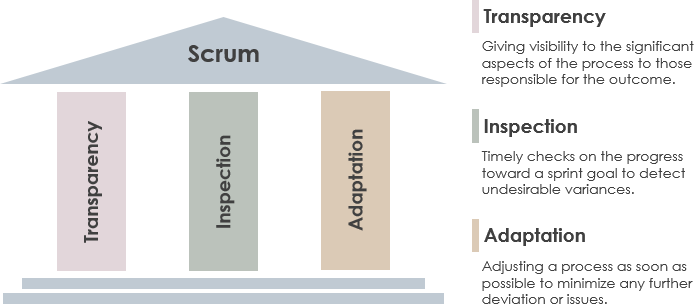 Scrum
Transparency
Inspection
Adaptation
Transparency
Giving visibility to the significant
aspects of the process to those
responsible for the outcome.
Inspection
Timely checks on the progress
toward a sprint goal to detect
undesirable variances.
Adaptation
Adjusting a process as soon as
possible to minimize any further
deviation or issues.